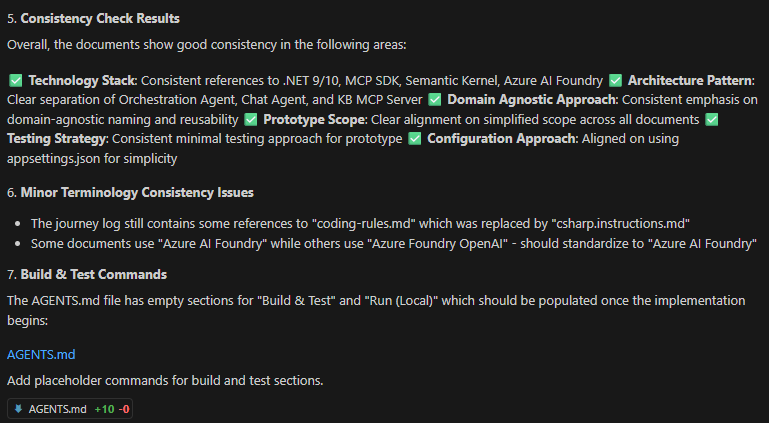 5. Consistency Check Results
Overall, the documents show good consistency in the following areas:
✅ Technology Stack: Consistent references to .NET 9/10, MCP SDK, Semantic Kernel, Azure AI Foundry ✅ Architecture Pattern:
Clear separation of Orchestration Agent, Chat Agent, and KB MCP Server ✅ Domain Agnostic Approach: Consistent emphasis on
domain-agnostic naming and reusability ✅ Prototype Scope: Clear alignment on simplified scope across all documents ✅
Testing Strategy: Consistent minimal testing approach for prototype ✅ Configuration Approach: Aligned on using
appsettings.json for simplicity
6. Minor Terminology Consistency Issues
• The journey log still contains some references to "coding-rules.md" which was replaced by "csharp.instructions.md"
• Some documents use "Azure AI Foundry" while others use "Azure Foundry OpenAI" - should standardize to "Azure AI Foundry"
7. Build & Test Commands
The AGENTS.md file has empty sections for "Build & Test" and "Run (Local)" which should be populated once the implementation
begins:
AGENTS.md
Add placeholder commands for build and test sections.
AGENTS.md +10 -0